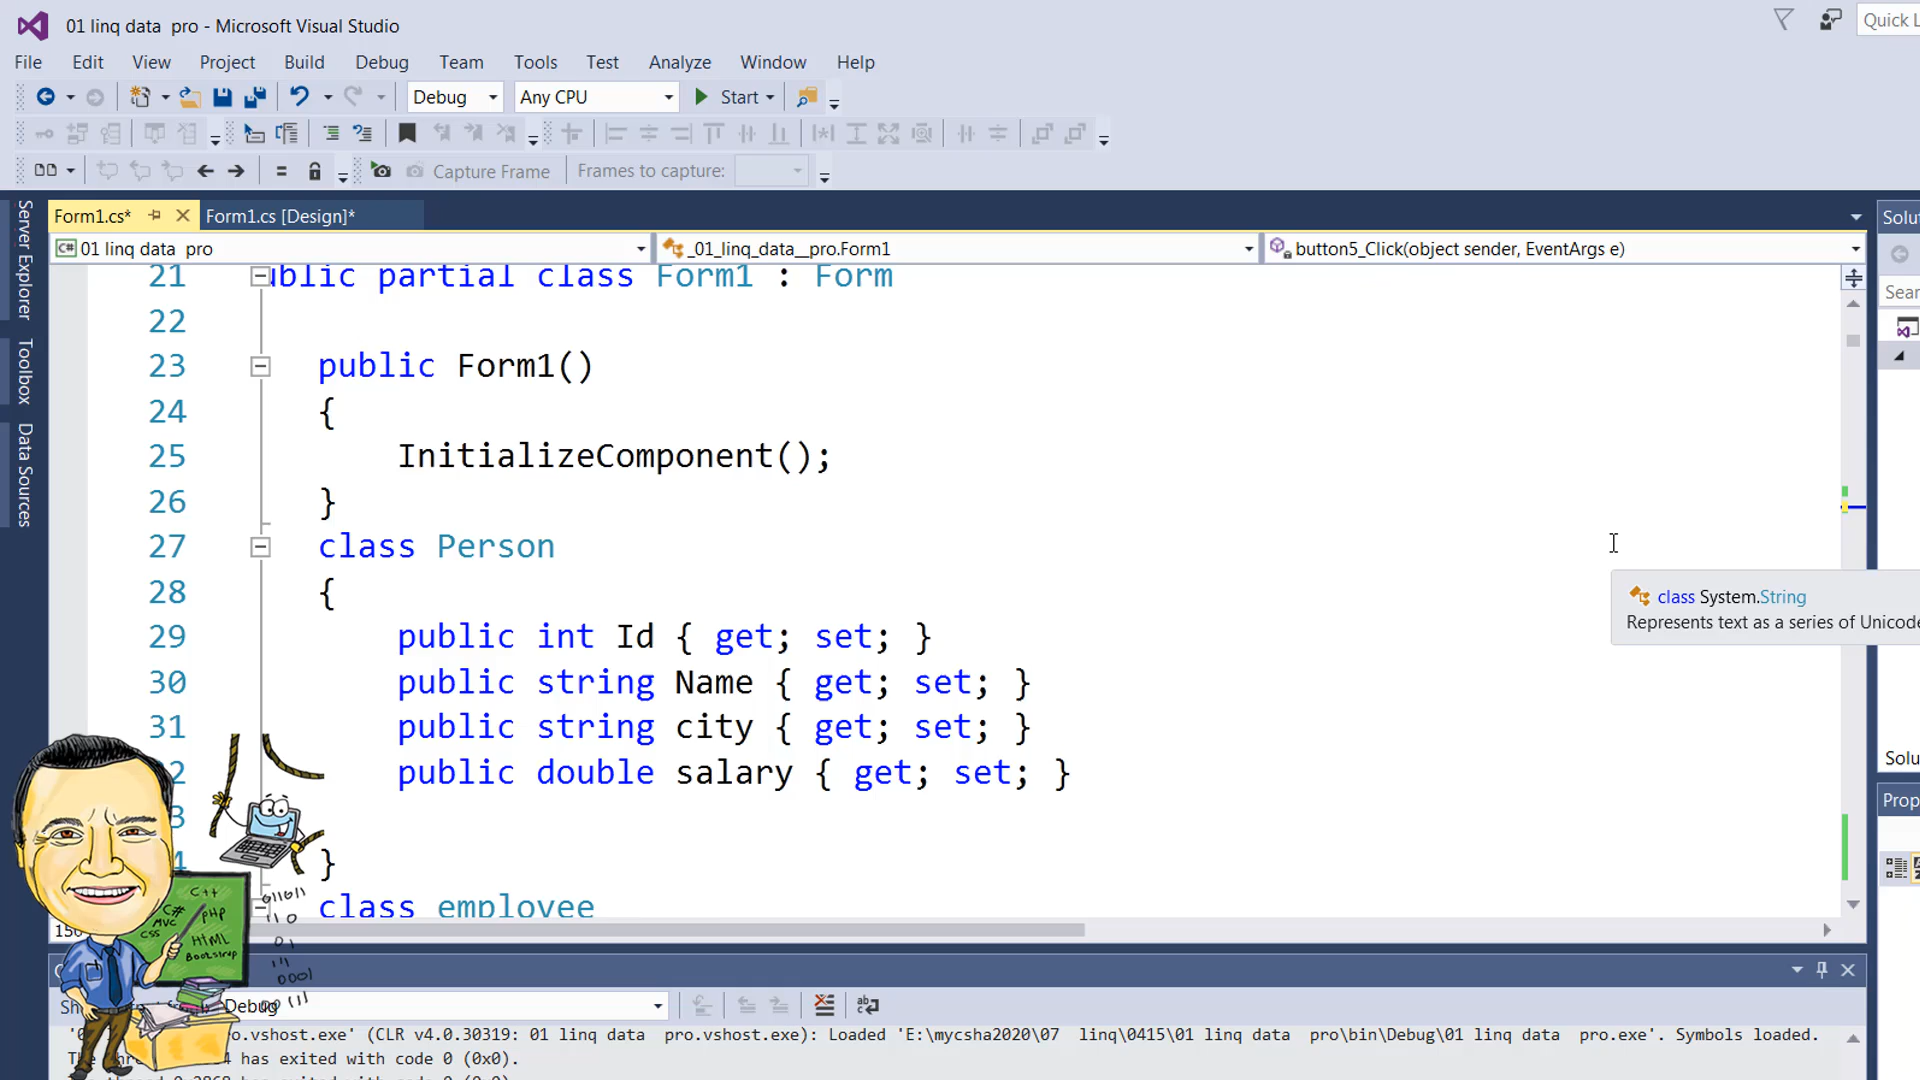 01 linq data  pro - Microsoft Visual Studio
Quick L
File Edit View Project Build Debug Team Tools Test Analyze Window Help
Debug Any CPU Start
Capture Frame Frames to capture:
Server Explorer
Toolbox
Data Sources
Form1.cs* Form1.cs [Design]*
Solu
01 linq data  pro _01_linq_data__pro.Form1 button5_Click(object sender, EventArgs e)
Sear
21 ublic partial class Form1 : Form
22
23 public Form1()
24 {
25 InitializeComponent();
26 }
27 class Person
28 {
29 public int Id { get; set; }
30 public string Name { get; set; }
31 public string city { get; set; }
2 public double salary { get; set; }
3
4 }
class employee
class System.String
Represents text as a series of Unicode
Solu
Prop
C++
C# PHP
MVC
CSS HTML
Bootstrap
Debug
o.vshost.exe' (CLR v4.0.30319: 01 linq data  pro.vshost.exe): Loaded 'E:\mycsha2020\07  linq\0415\01 linq data  pro\bin\Debug\01 linq data  pro.exe'. Symbols loaded.
has exited with code 0 (0x0).